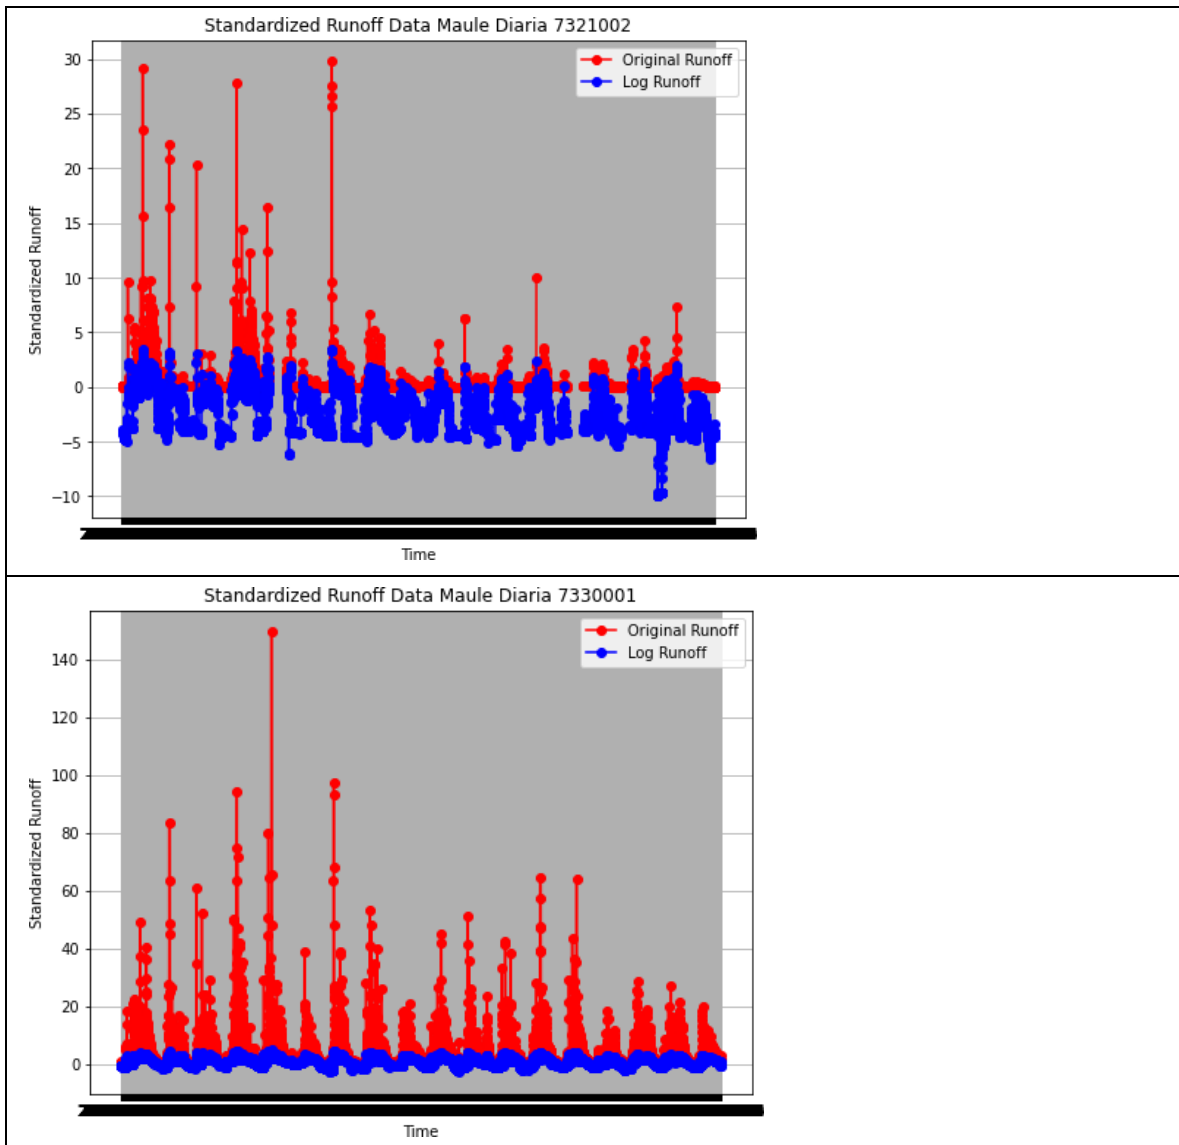 Standardized Runoff Data Maule Diaria 7321002
Original Runoff
Log Runoff
30
25
20
15
10
5
0
−5
−10
Standardized Runoff
Time
Standardized Runoff Data Maule Diaria 7330001
Original Runoff
Log Runoff
140
120
100
80
60
40
20
0
Standardized Runoff
Time